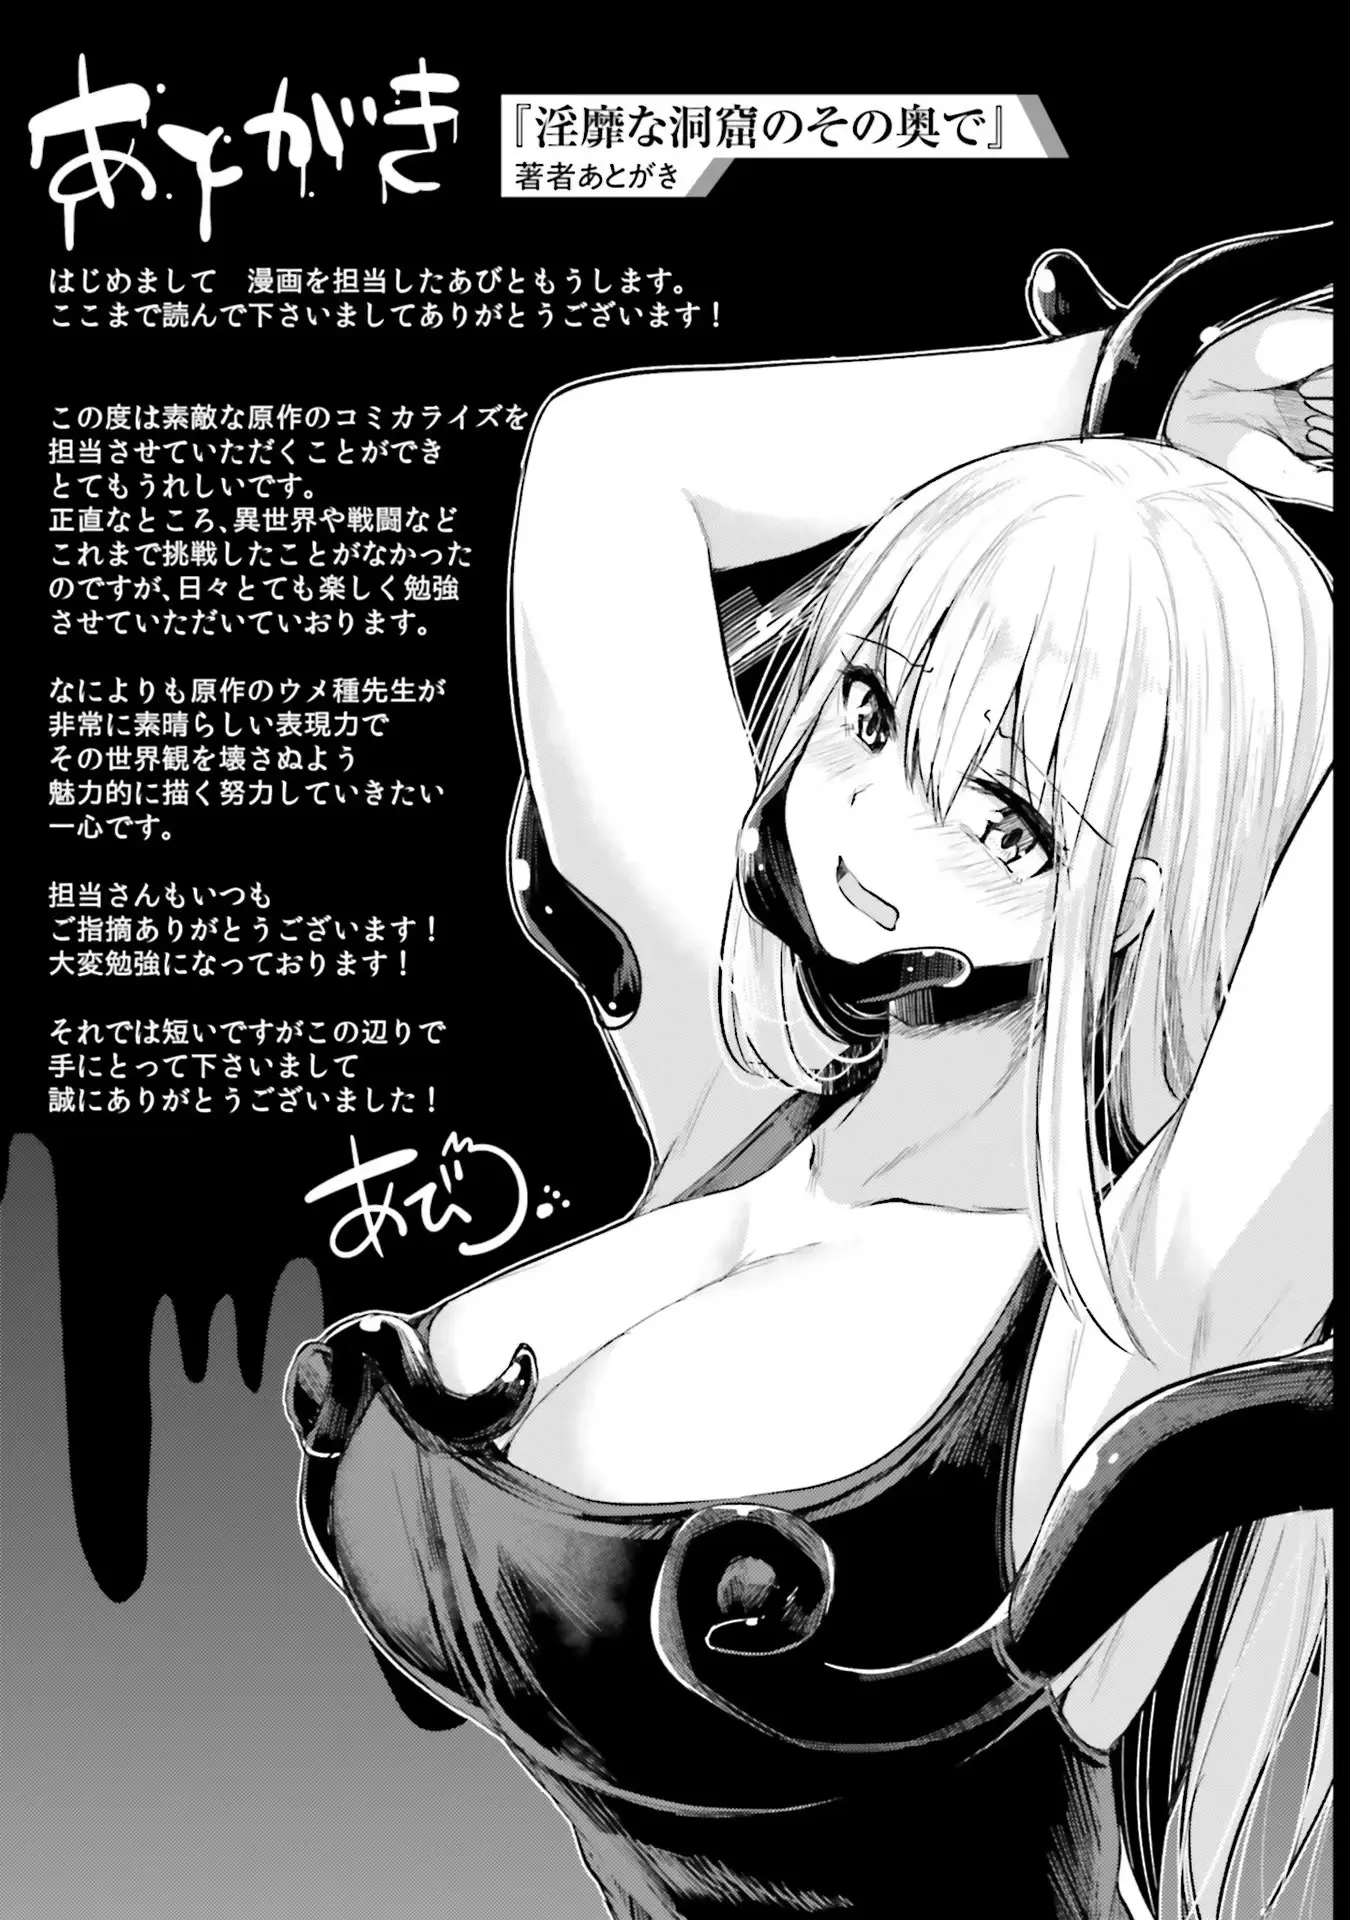 あとがき
『淫靡な洞窟のその奥で』
著者あとがき
はじめまして　漫画を担当したあびともうします。
ここまで読んで下さいましてありがとうございます！
この度は素敵な原作のコミカライズを
担当させていただくことができ
とてもうれしいです。
正直なところ、異世界や戦闘など
これまで挑戦したことがなかった
のですが、日々とても楽しく勉強
させていただいていおります。
なによりも原作のウメ種先生が
非常に素晴らしい表現力で
その世界観を壊さぬよう
魅力的に描く努力していきたい
一心です。
担当さんもいつも
ご指摘ありがとうございます！
大変勉強になっております！
それでは短いですがこの辺りで
手にとって下さいまして
誠にありがとうございました！
あび